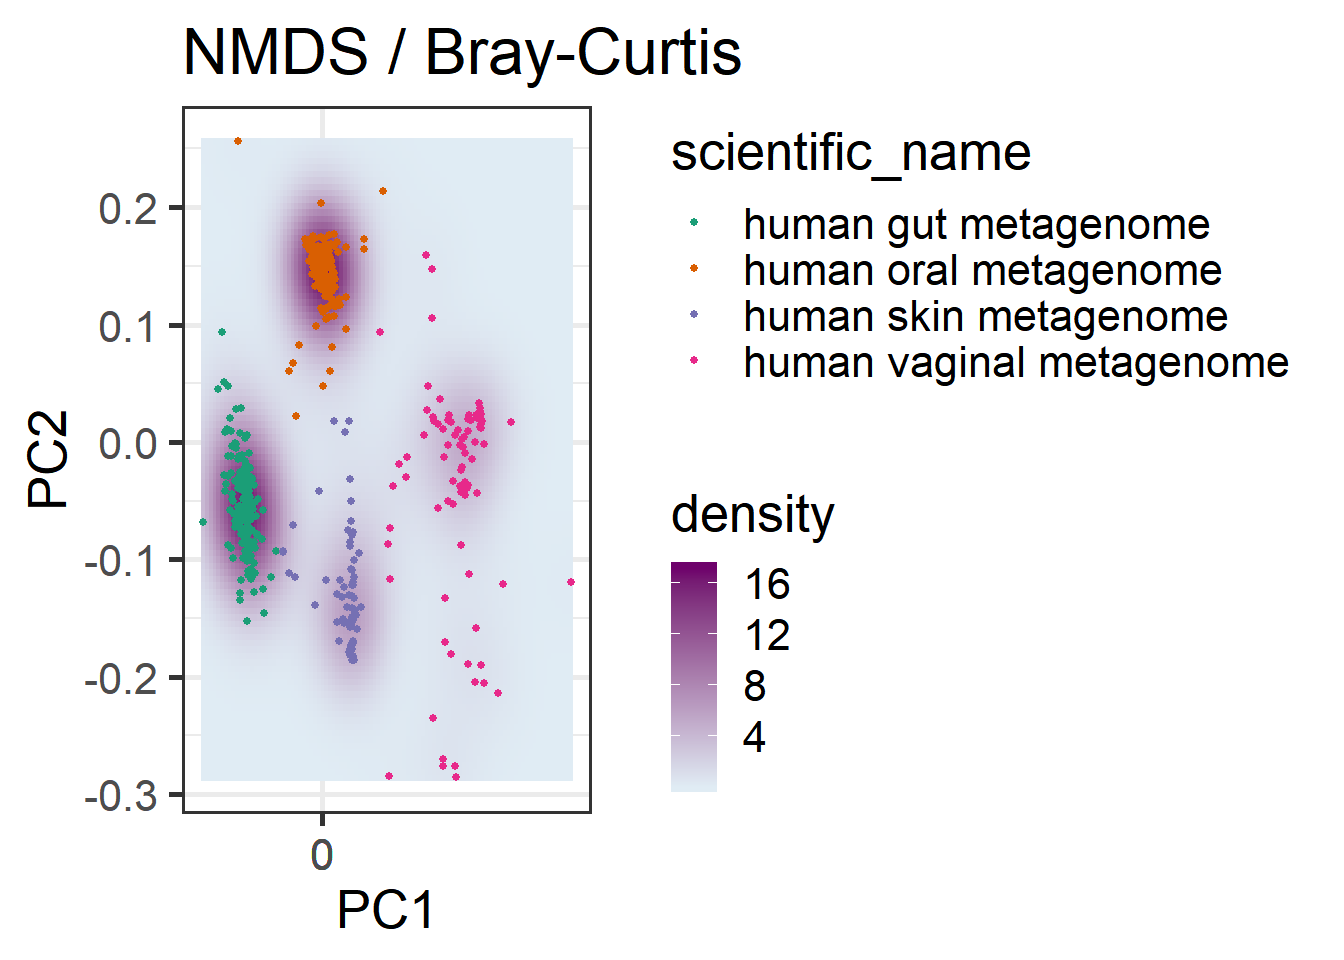 NMDS / Bray-Curtis
0.2
0.1
0.0
-0.1
-0.2
-0.3
0
PC1
PC2
scientific_name
human gut metagenome
human oral metagenome
human skin metagenome
human vaginal metagenome
density
16
12
8
4